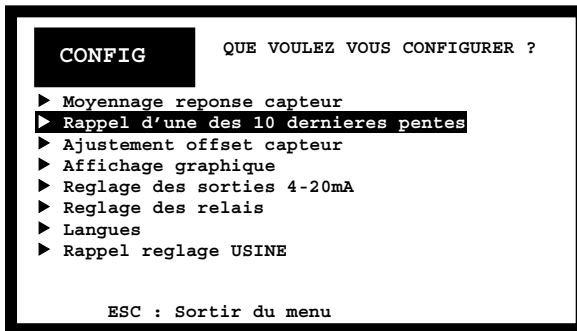 CONFIG
QUE VOULEZ VOUS CONFIGURER ?
Moyennage reponse capteur
Rappel d'une des 10 dernieres pentes
Ajustement offset capteur
Affichage graphique
Reglage des sorties 4-20mA
Reglage des relais
Langues
Rappel reglage USINE
ESC : Sortir du menu